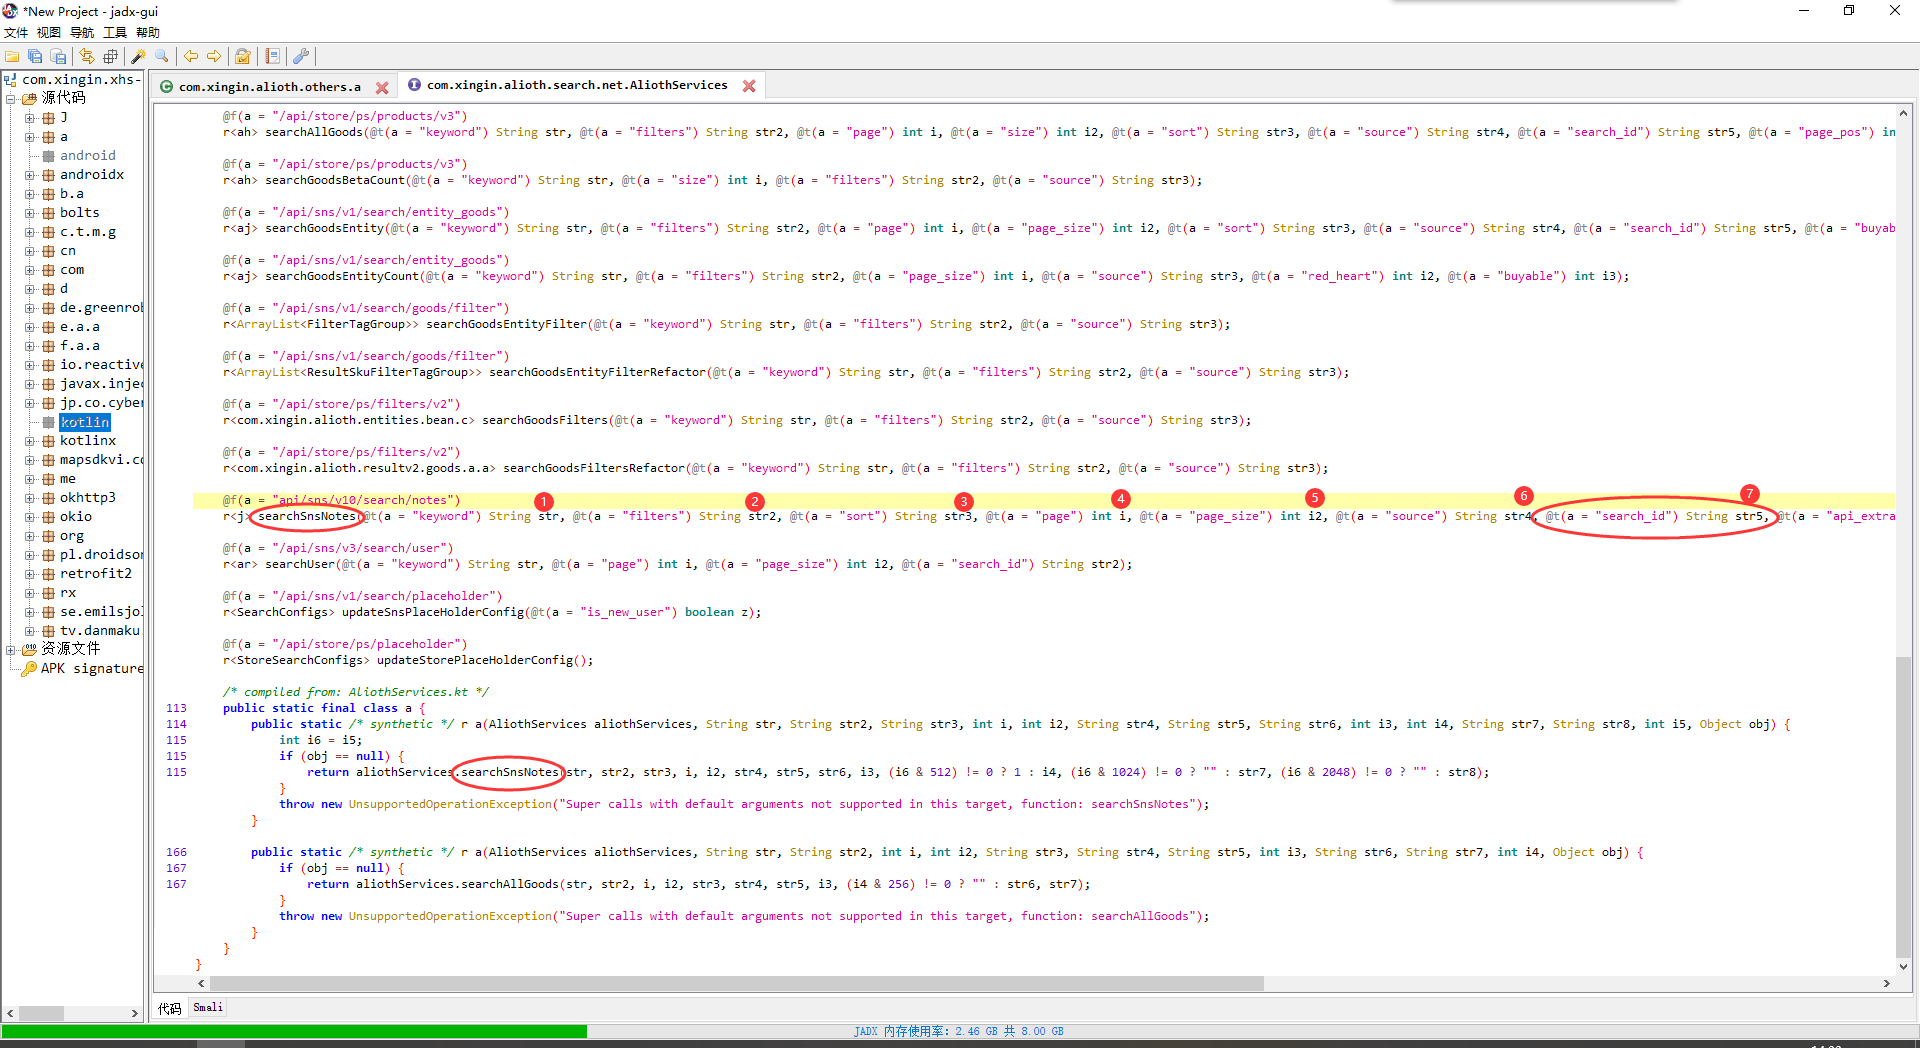 *New Project - jadx-gui
文件 视图 导航 工具 帮助
com.xingin.xhs-
源代码
J
a
android
androidx
b.a
bolts
c.t.m.g
cn
com
d
de.greenrob
e.a.a
f.a.a
io.reactive
javax.injec
jp.co.cyber
kotlin
kotlinx
mapsdkvi.co
me
okhttp3
okio
org
pl.droidsor
retrofit2
rx
se.emilsjol
tv.danmaku.
资源文件
APK signature
com.xingin.alioth.others.a
com.xingin.alioth.search.net.AliothServices
@f(a = "/api/store/ps/products/v3")
r<ah> searchAllGoods(@t(a = "keyword") String str, @t(a = "filters") String str2, @t(a = "page") int i, @t(a = "size") int i2, @t(a = "sort") String str3, @t(a = "source") String str4, @t(a = "search_id") String str5, @t(a = "page_pos") in
@f(a = "/api/store/ps/products/v3")
r<ah> searchGoodsBetaCount(@t(a = "keyword") String str, @t(a = "size") int i, @t(a = "filters") String str2, @t(a = "source") String str3);
@f(a = "/api/sns/v1/search/entity_goods")
r<aj> searchGoodsEntity(@t(a = "keyword") String str, @t(a = "filters") String str2, @t(a = "page") int i, @t(a = "page_size") int i2, @t(a = "sort") String str3, @t(a = "source") String str4, @t(a = "search_id") String str5, @t(a = "buyab
@f(a = "/api/sns/v1/search/entity_goods")
r<aj> searchGoodsEntityCount(@t(a = "keyword") String str, @t(a = "filters") String str2, @t(a = "page_size") int i, @t(a = "source") String str3, @t(a = "red_heart") int i2, @t(a = "buyable") int i3);
@f(a = "/api/sns/v1/search/goods/filter")
r<ArrayList<FilterTagGroup>> searchGoodsEntityFilter(@t(a = "keyword") String str, @t(a = "filters") String str2, @t(a = "source") String str3);
@f(a = "/api/sns/v1/search/goods/filter")
r<ArrayList<ResultSkuFilterTagGroup>> searchGoodsEntityFilterRefactor(@t(a = "keyword") String str, @t(a = "filters") String str2, @t(a = "source") String str3);
@f(a = "/api/store/ps/filters/v2")
r<com.xingin.alioth.entities.bean.c> searchGoodsFilters(@t(a = "keyword") String str, @t(a = "filters") String str2, @t(a = "source") String str3);
@f(a = "/api/store/ps/filters/v2")
r<com.xingin.alioth.resultv2.goods.a.a> searchGoodsFiltersRefactor(@t(a = "keyword") String str, @t(a = "filters") String str2, @t(a = "source") String str3);
@f(a = "api/sns/v10/search/notes")
1 2 3 4 5 6 7
r<j> searchSnsNotes(@t(a = "keyword") String str, @t(a = "filters") String str2, @t(a = "sort") String str3, @t(a = "page") int i, @t(a = "page_size") int i2, @t(a = "source") String str4, @t(a = "search_id") String str5, @t(a = "api_extra
@f(a = "/api/sns/v3/search/user")
r<ar> searchUser(@t(a = "keyword") String str, @t(a = "page") int i, @t(a = "page_size") int i2, @t(a = "search_id") String str2);
@f(a = "/api/sns/v1/search/placeholder")
r<SearchConfigs> updateSnsPlaceHolderConfig(@t(a = "is_new_user") boolean z);
@f(a = "/api/store/ps/placeholder")
r<StoreSearchConfigs> updateStorePlaceHolderConfig();
/* compiled from: AliothServices.kt */
113 public static final class a {
114 public static /* synthetic */ r a(AliothServices aliothServices, String str, String str2, String str3, int i, int i2, String str4, String str5, String str6, int i3, int i4, String str7, String str8, int i5, Object obj) {
115 int i6 = i5;
115 if (obj == null) {
115 return aliothServices.searchSnsNotes(str, str2, str3, i, i2, str4, str5, str6, i3, (i6 & 512) != 0 ? 1 : i4, (i6 & 1024) != 0 ? "" : str7, (i6 & 2048) != 0 ? "" : str8);
}
throw new UnsupportedOperationException("Super calls with default arguments not supported in this target, function: searchSnsNotes");
}
166 public static /* synthetic */ r a(AliothServices aliothServices, String str, String str2, int i, int i2, String str3, String str4, String str5, int i3, String str6, String str7, int i4, Object obj) {
167 if (obj == null) {
167 return aliothServices.searchAllGoods(str, str2, i, i2, str3, str4, str5, i3, (i4 & 256) != 0 ? "" : str6, str7);
}
throw new UnsupportedOperationException("Super calls with default arguments not supported in this target, function: searchAllGoods");
}
}
}
代码 Smali
JADX 内存使用率: 2.46 GB 共 8.00 GB